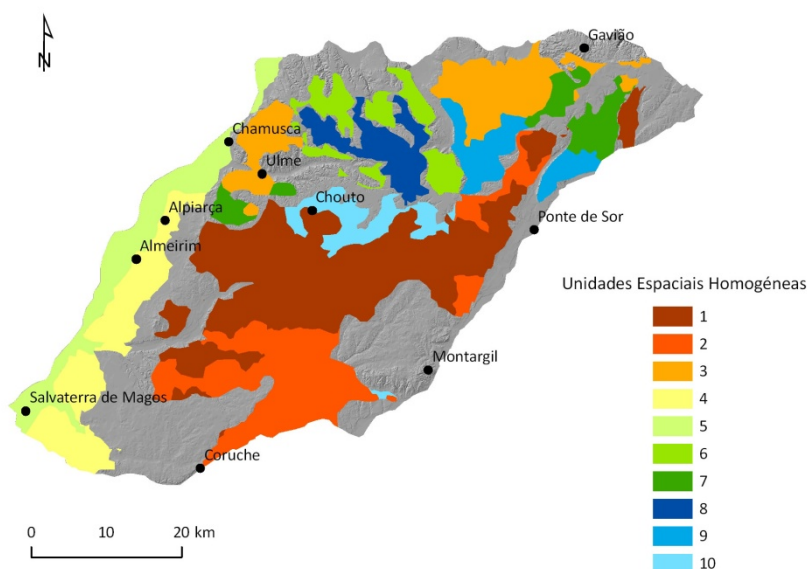 N
Gavião
Chamusca
Ulme
Chouto
Alpiarça
Ponte de Sor
Almeirim
Unidades Espaciais Homogéneas
1
2
3
4
5
6
7
8
9
10
Montargil
Salvaterra de Magos
Coruche
0 10 20 km